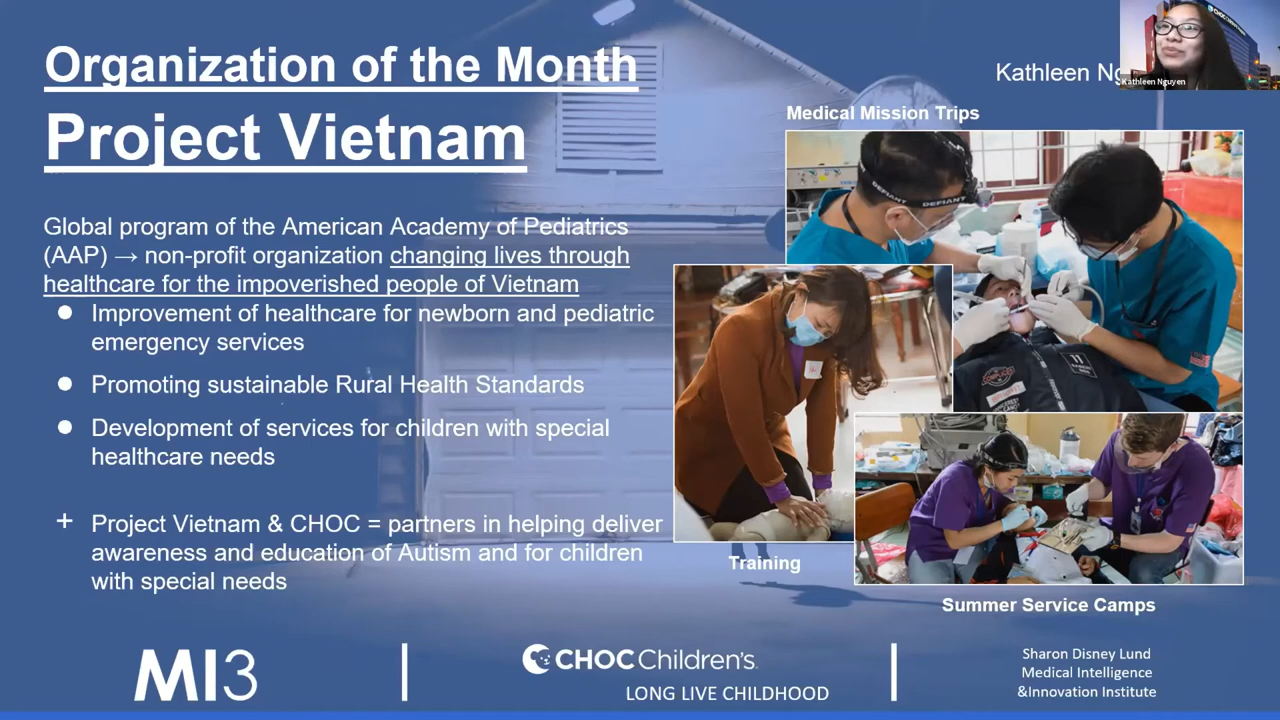 Organization of the Month
Project Vietnam
Kathleen Ng
Kathleen Nguyen
CHOC Children's
Medical Mission Trips
DEFIANT
DEFIANT
Global program of the American Academy of Pediatrics
(AAP) → non-profit organization changing lives through
healthcare for the impoverished people of Vietnam
● Improvement of healthcare for newborn and pediatric
emergency services
● Promoting sustainable Rural Health Standards
● Development of services for children with special
healthcare needs
+ Project Vietnam & CHOC = partners in helping deliver
awareness and education of Autism and for children
with special needs
Training
Summer Service Camps
MI3
CHOC Children's.
LONG LIVE CHILDHOOD
Sharon Disney Lund
Medical Intelligence
&Innovation Institute